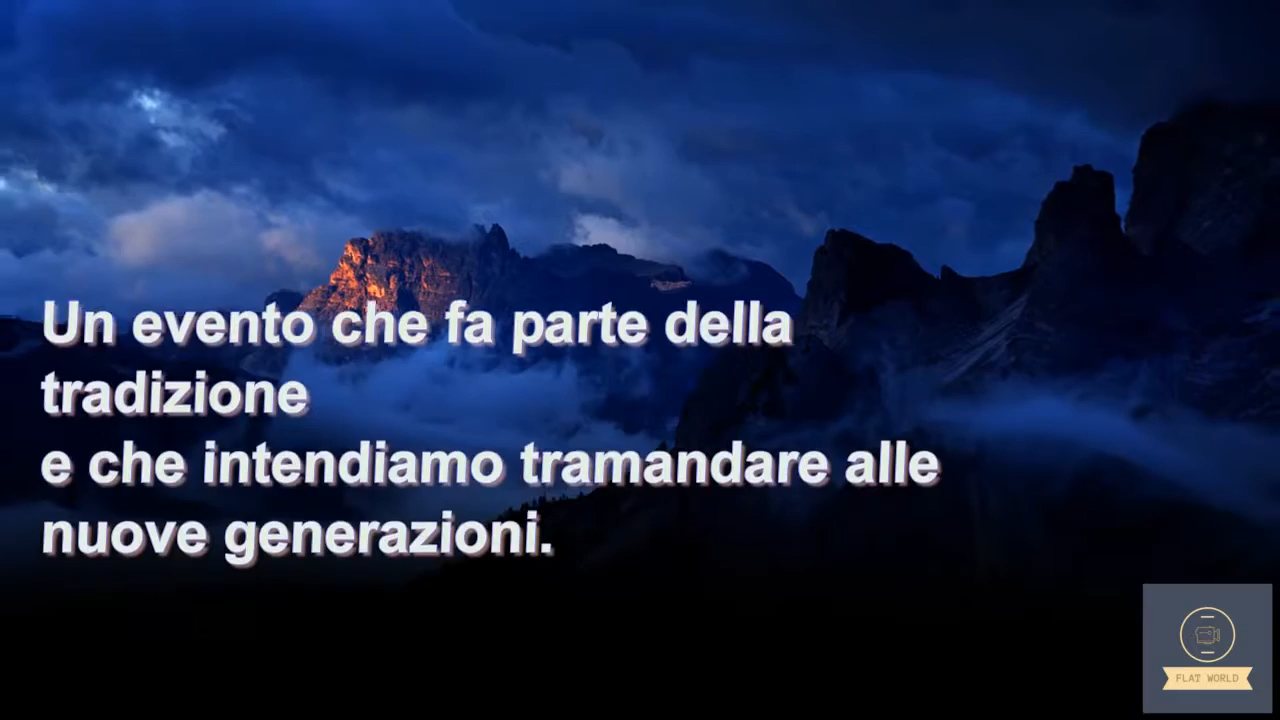 Un evento che fa parte della
tradizione
e che intendiamo tramandare alle
nuove generazioni.
FLAT WORLD